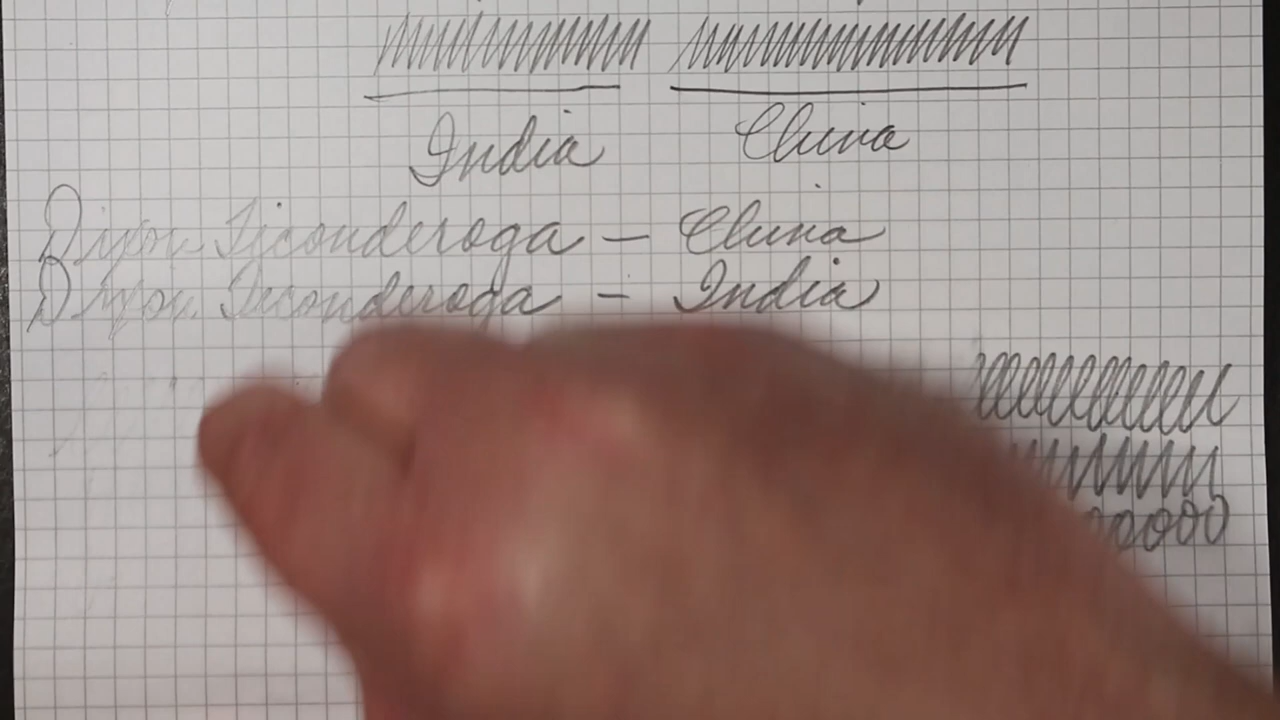 India China
Dixon Ticonderoga – China
Dixon Ticonderoga – India